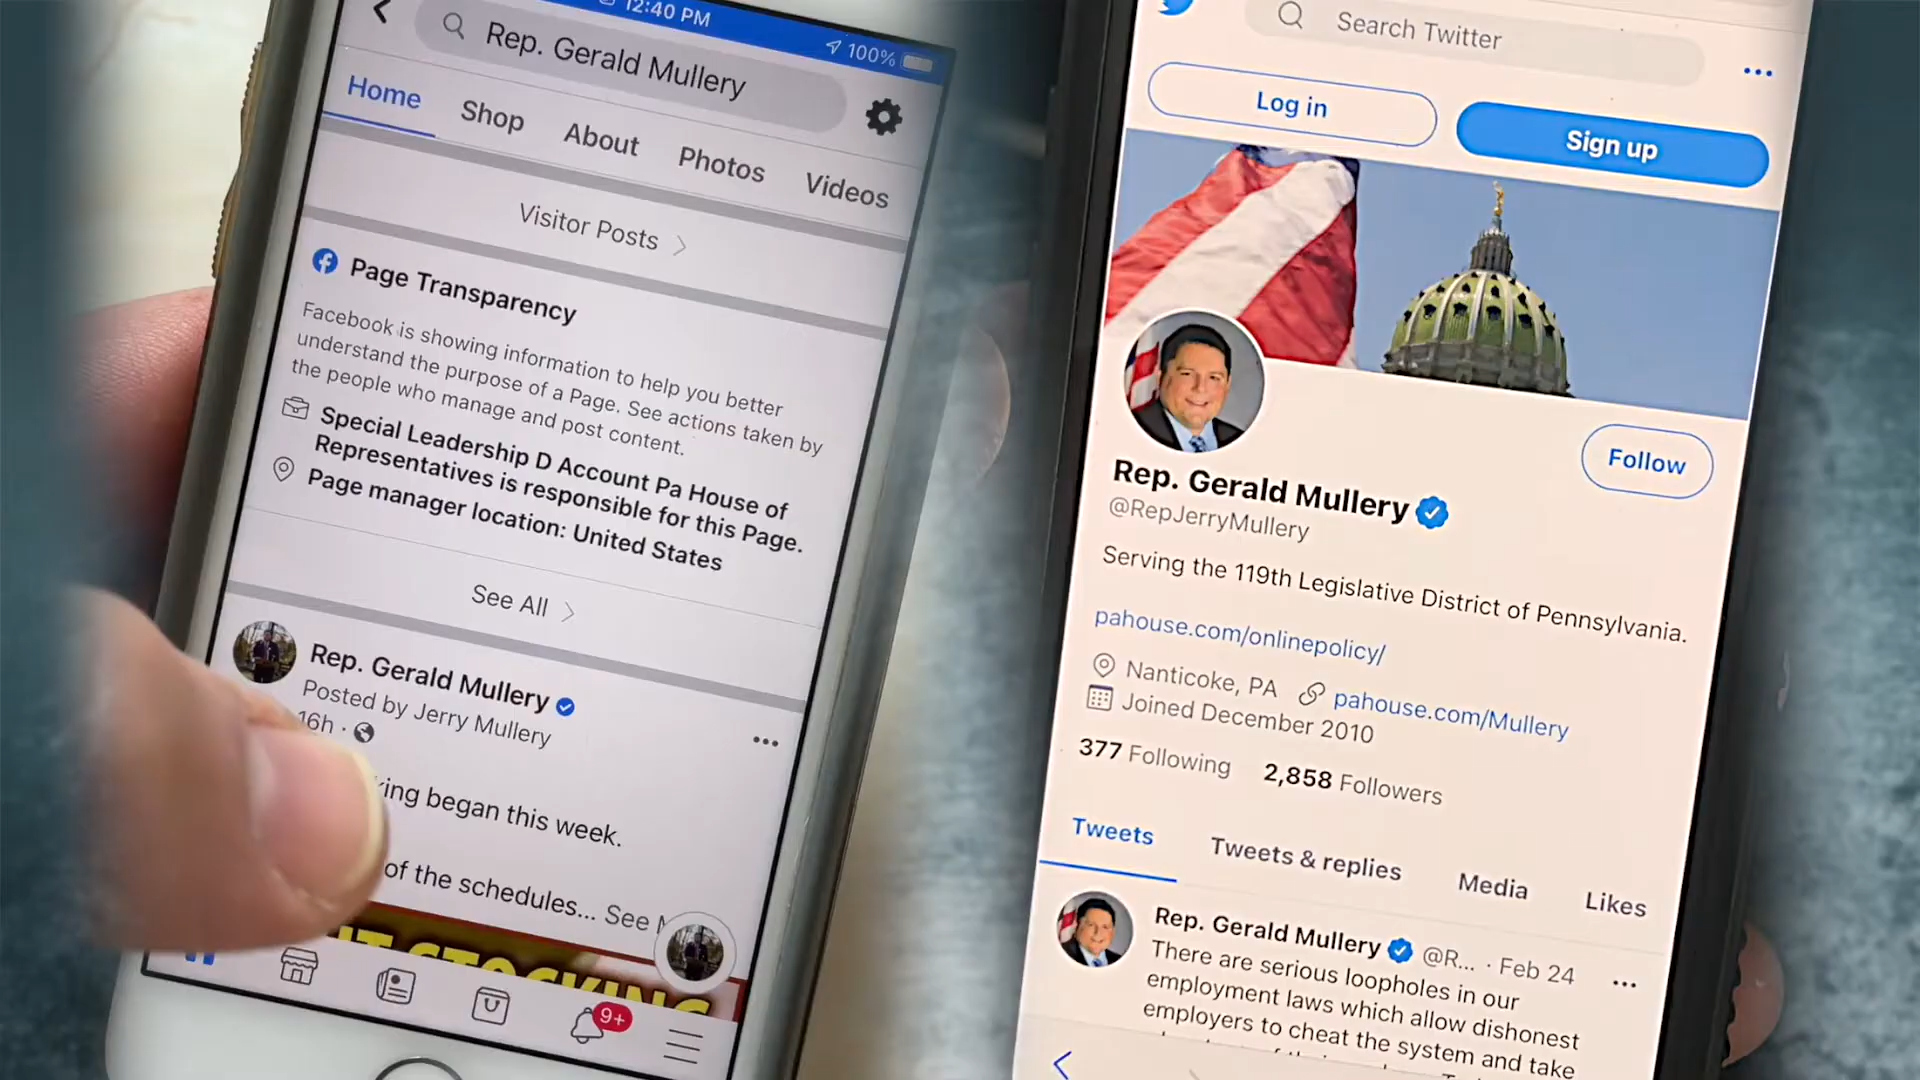 12:40 PM
100%
Rep. Gerald Mullery
Home Shop About Photos Videos
Visitor Posts
Page Transparency
Facebook is showing information to help you better
understand the purpose of a Page. See actions taken by
the people who manage and post content.
Special Leadership D Account Pa House of
Representatives is responsible for this Page.
Page manager location: United States
See All
Rep. Gerald Mullery
Posted by Jerry Mullery
16h ·
began this week.
of the schedules... See
9+
Search Twitter
Log in
Sign up
Follow
Rep. Gerald Mullery
@RepJerryMullery
Serving the 119th Legislative District of Pennsylvania.
pahouse.com/onlinepolicy/
Nanticoke, PA pahouse.com/Mullery
Joined December 2010
377 Following 2,858 Followers
Tweets Tweets & replies Media Likes
Rep. Gerald Mullery @R... · Feb 24
There are serious loopholes in our
employment laws which allow dishonest
employers to cheat the system and take